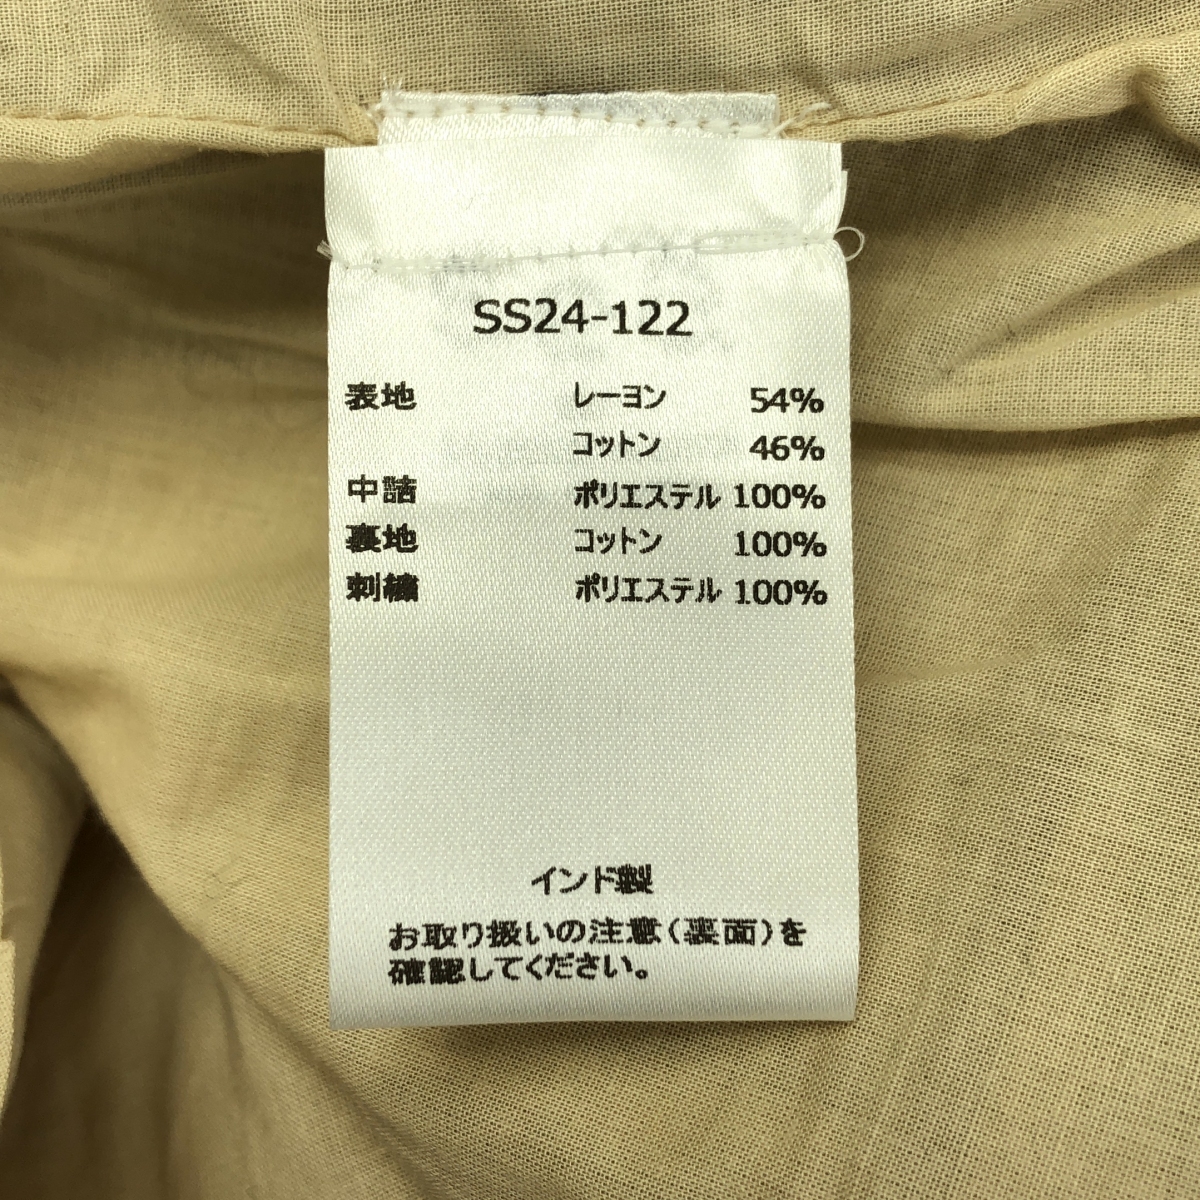 SS24-122
表地 レーヨン 54%
コットン 46%
中詰 ポリエステル 100%
裏地 コットン 100%
刺繍 ポリエステル 100%
インド製
お取り扱いの注意(裏面)を
確認してください。